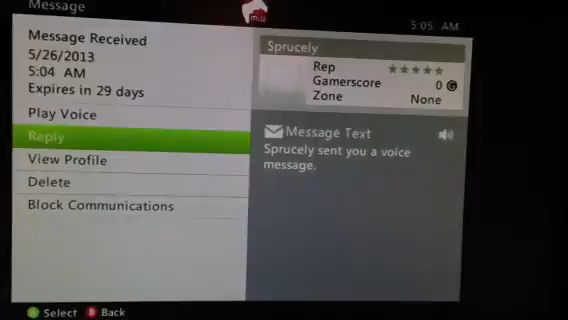 Message
5:05 AM
Message Received
5/26/2013
5:04 AM
Expires in 29 days
Play Voice
Reply
View Profile
Delete
Block Communications
Sprucely
Rep
Gamerscore 0 G
Zone None
Message Text
Sprucely sent you a voice
message.
A Select B Back